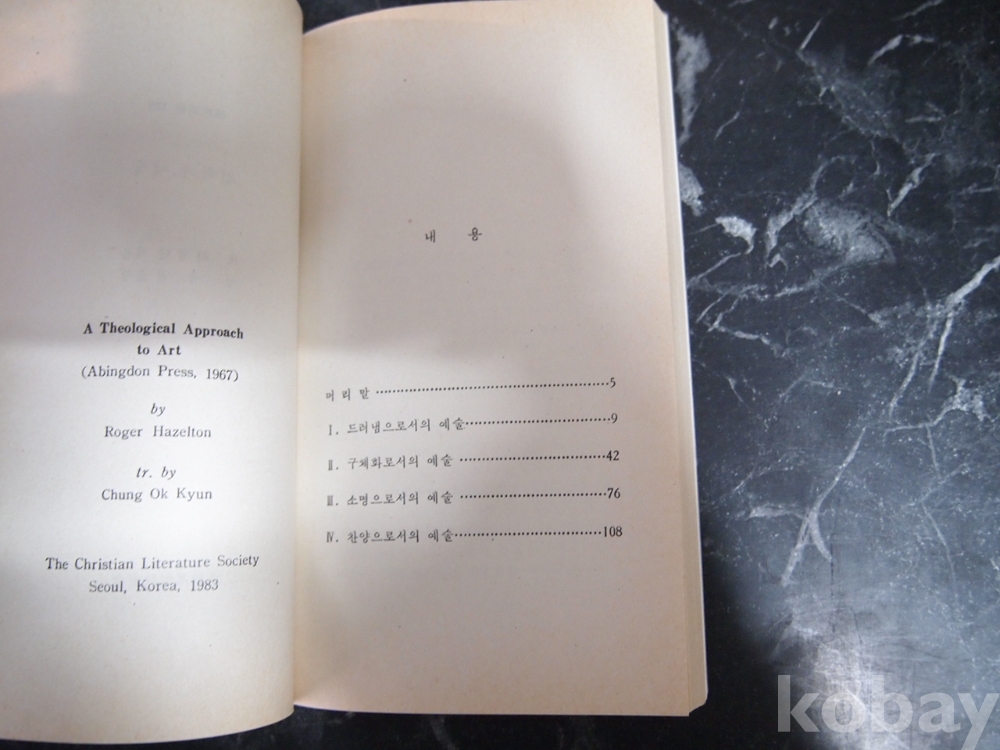 A Theological Approach
to Art
(Abingdon Press, 1967)
by
Roger Hazelton
tr. by
Chung Ok Kyun
The Christian Literature Society
Seoul, Korea, 1983
내 용
머 리 말 ……………………………………………5
Ⅰ. 드러냄으로서의 예술……………………………9
Ⅱ. 구체화로서의 예술 ……………………………42
Ⅲ. 소명으로서의 예술 ……………………………76
Ⅳ. 찬양으로서의 예술……………………………108
kobay